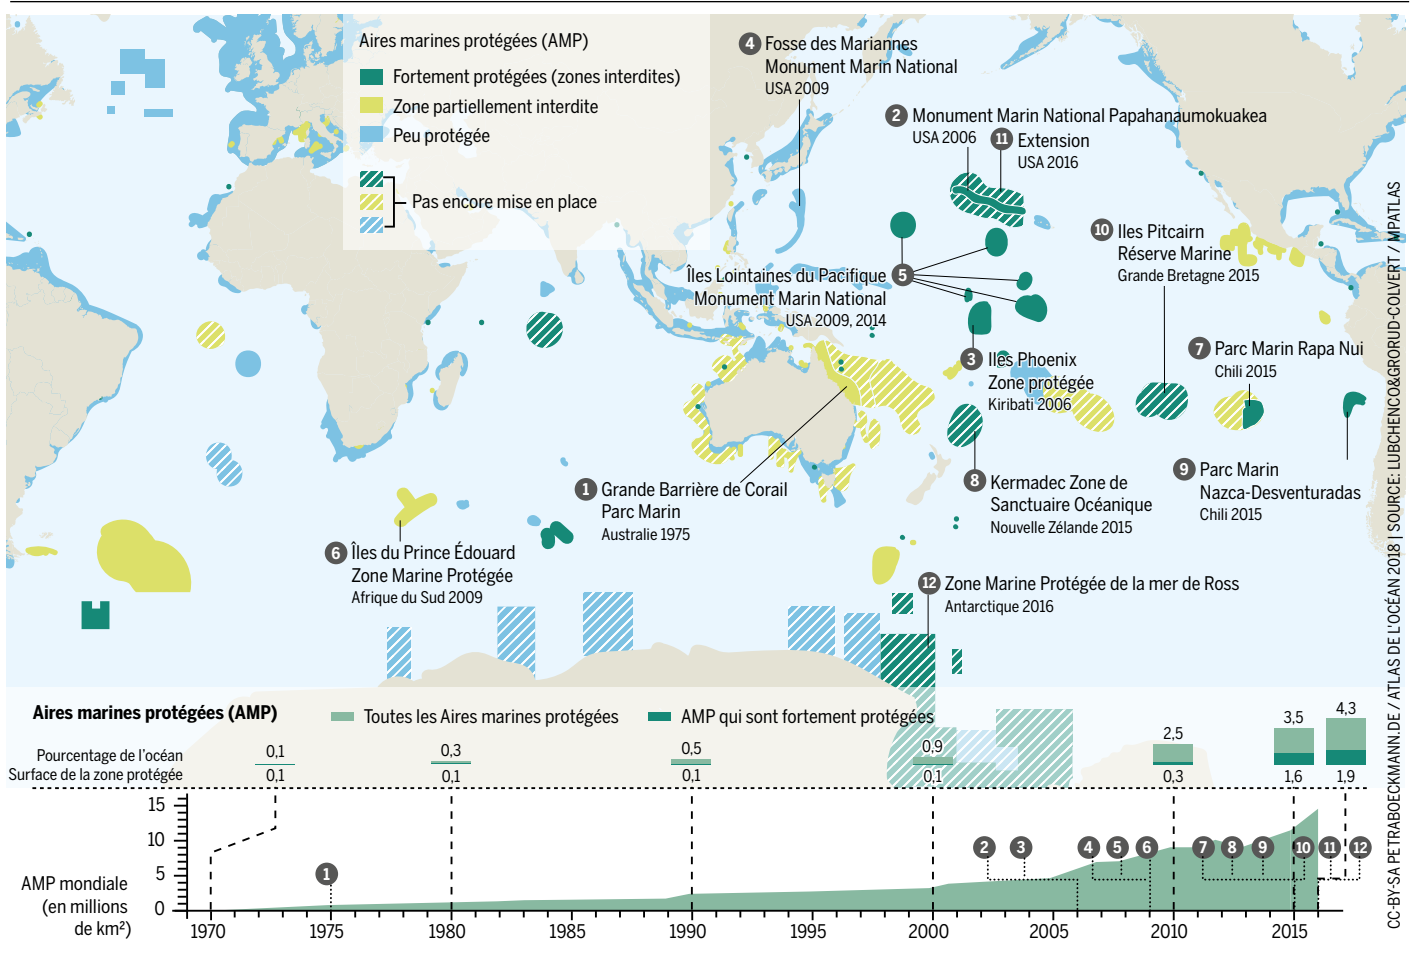 Aires marines protégées (AMP)
Fortement protégées (zones interdites)
Zone partiellement interdite
Peu protégée
Pas encore mise en place
4 Fosse des Mariannes
Monument Marin National
USA 2009
2 Monument Marin National Papahanaumokuakea
USA 2006
11 Extension
USA 2016
10 Iles Pitcairn
Réserve Marine
Grande Bretagne 2015
Îles Lointaines du Pacifique 5
Monument Marin National
USA 2009, 2014
3 Iles Phoenix
Zone protégée
Kiribati 2006
7 Parc Marin Rapa Nui
Chili 2015
9 Parc Marin
Nazca-Desventuradas
Chili 2015
8 Kermadec Zone de
Sanctuaire Océanique
Nouvelle Zélande 2015
1 Grande Barrière de Corail
Parc Marin
Australie 1975
6 Îles du Prince Édouard
Zone Marine Protégée
Afrique du Sud 2009
12 Zone Marine Protégée de la mer de Ross
Antarctique 2016
Aires marines protégées (AMP)
Toutes les Aires marines protégées
AMP qui sont fortement protégées
Pourcentage de l'océan
Surface de la zone protégée
0,1 0,3 0,5 0,9 2,5 3,5 4,3
0,1 0,1 0,1 0,1 0,3 1,6 1,9
15
10
5
0
AMP mondiale
(en millions
de km²)
1 2 3 4 5 6 7 8 9 10 11 12
1970 1975 1980 1985 1990 1995 2000 2005 2010 2015
CC-BY-SA PETRABOECKMANN.DE / ATLAS DE L'OCÉAN 2018 | SOURCE: LUBCHENCO&GRORUD-COLVERT / MPATLAS